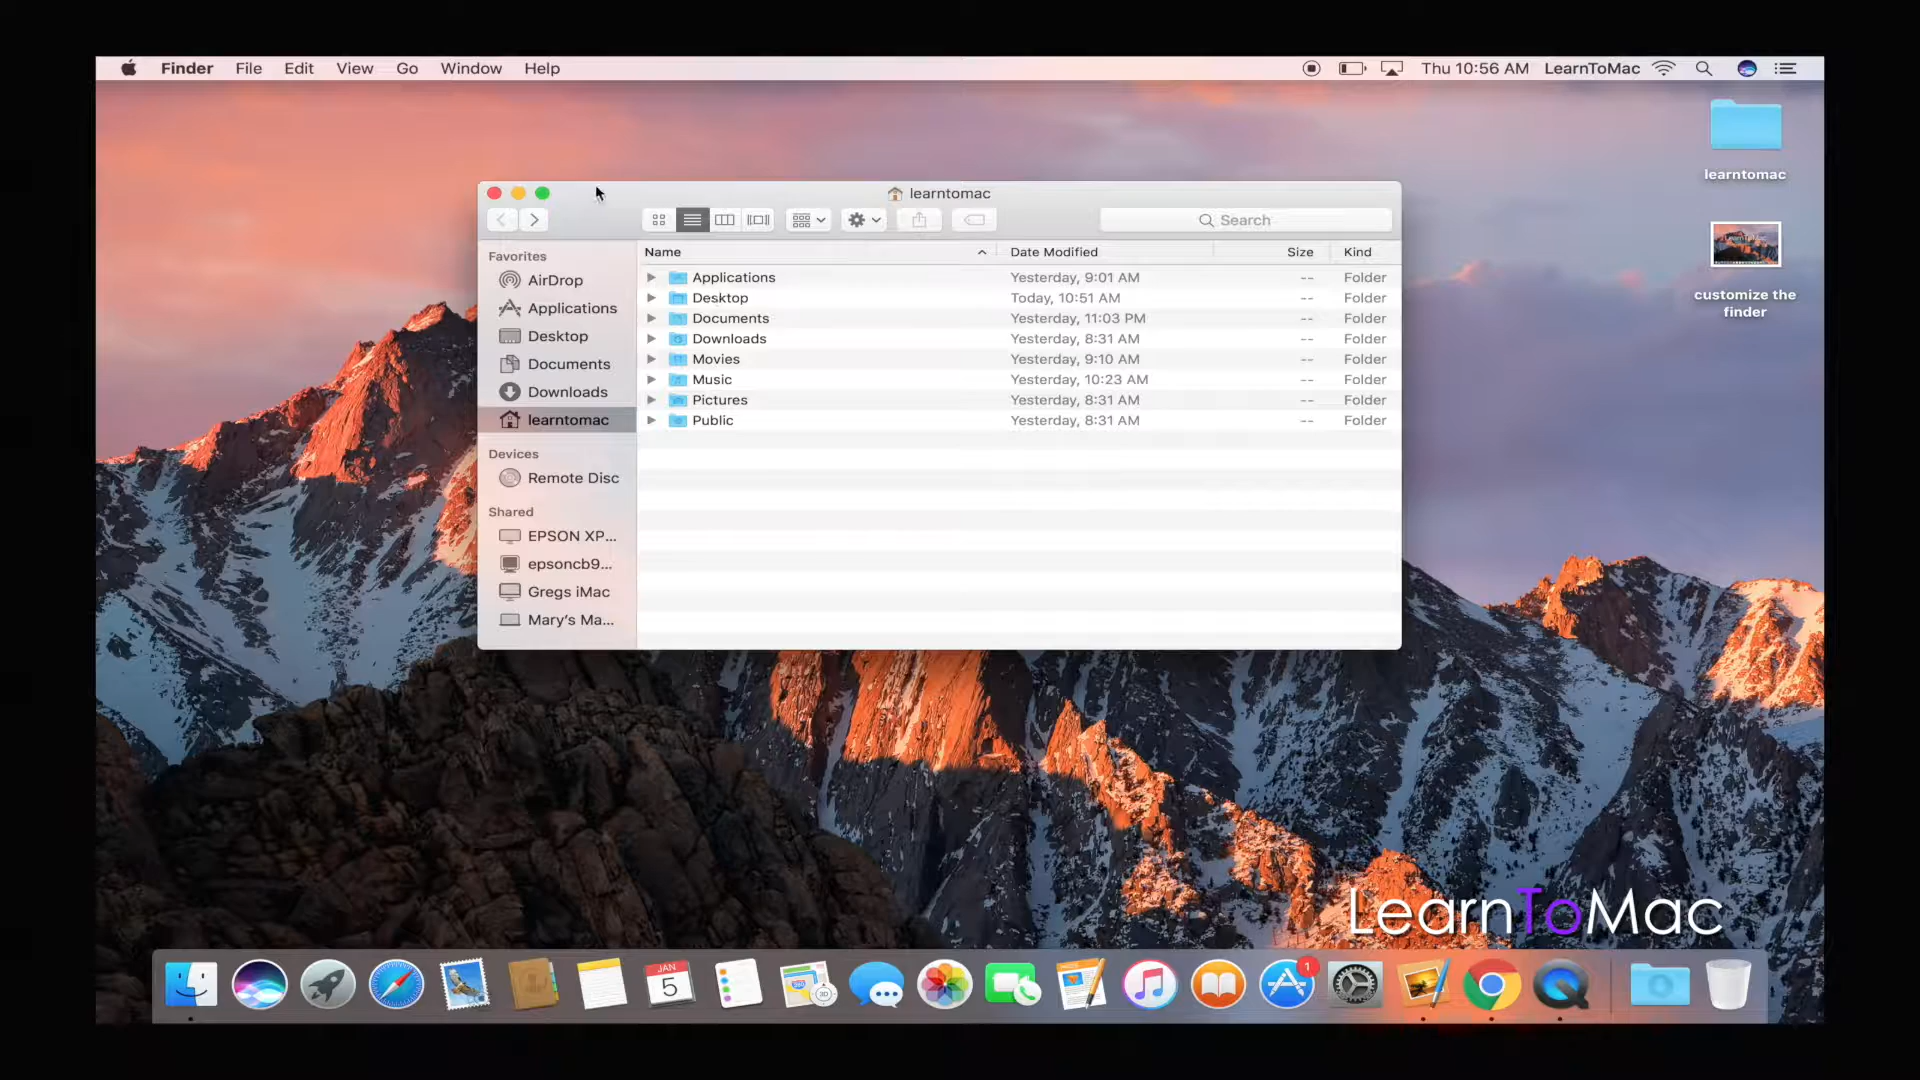 Finder File Edit View Go Window Help Thu 10:56 AM LearnToMac
learntomac
customize the
finder
learntomac
Search
Favorites
AirDrop
Applications
Desktop
Documents
Downloads
learntomac
Devices
Remote Disc
Shared
EPSON XP...
epsoncb9...
Gregs iMac
Mary's Ma...
Name Date Modified Size Kind
Applications Yesterday, 9:01 AM -- Folder
Desktop Today, 10:51 AM -- Folder
Documents Yesterday, 11:03 PM -- Folder
Downloads Yesterday, 8:31 AM -- Folder
Movies Yesterday, 9:10 AM -- Folder
Music Yesterday, 10:23 AM -- Folder
Pictures Yesterday, 8:31 AM -- Folder
Public Yesterday, 8:31 AM -- Folder
LearnToMac
JAN
5
1